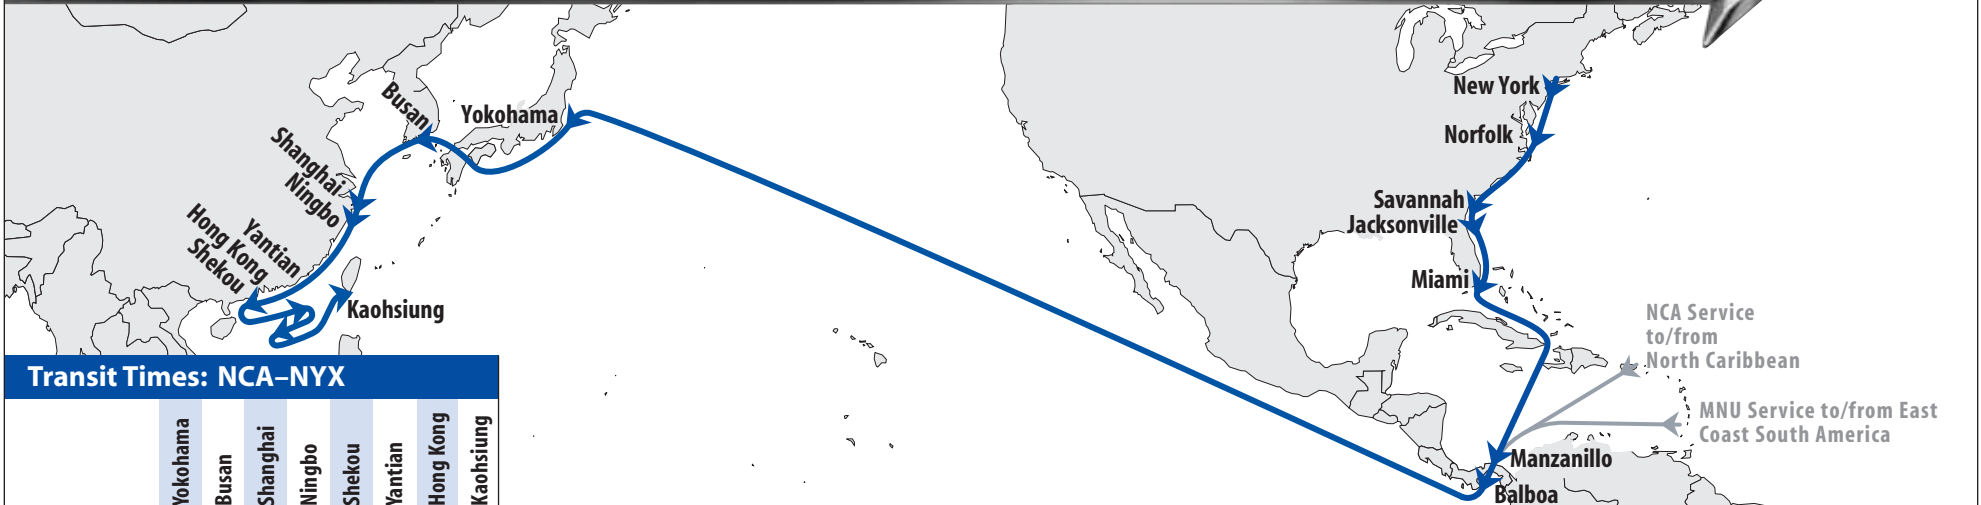 New York
Norfolk
Savannah
Jacksonville
Miami
Busan
Yokohama
Shanghai
Ningbo
Yantian
Hong Kong
Shekou
Kaohsiung
NCA Service
to/from
North Caribbean
MNU Service to/from East
Coast South America
Manzanillo
Balboa
Transit Times: NCA–NYX
Yokohama
Busan
Shanghai
Ningbo
Shekou
Yantian
Hong Kong
Kaohsiung